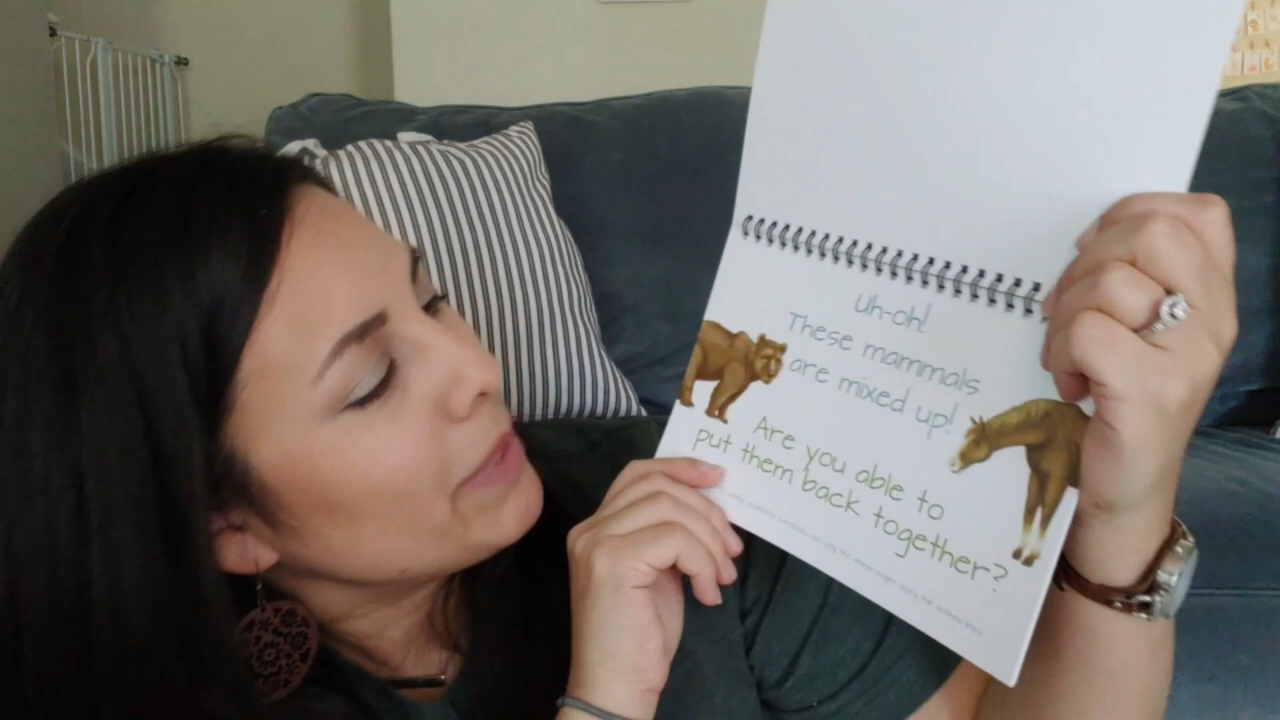 Uh-oh!
These mammals
are mixed up!
Are you able to
put them back together?